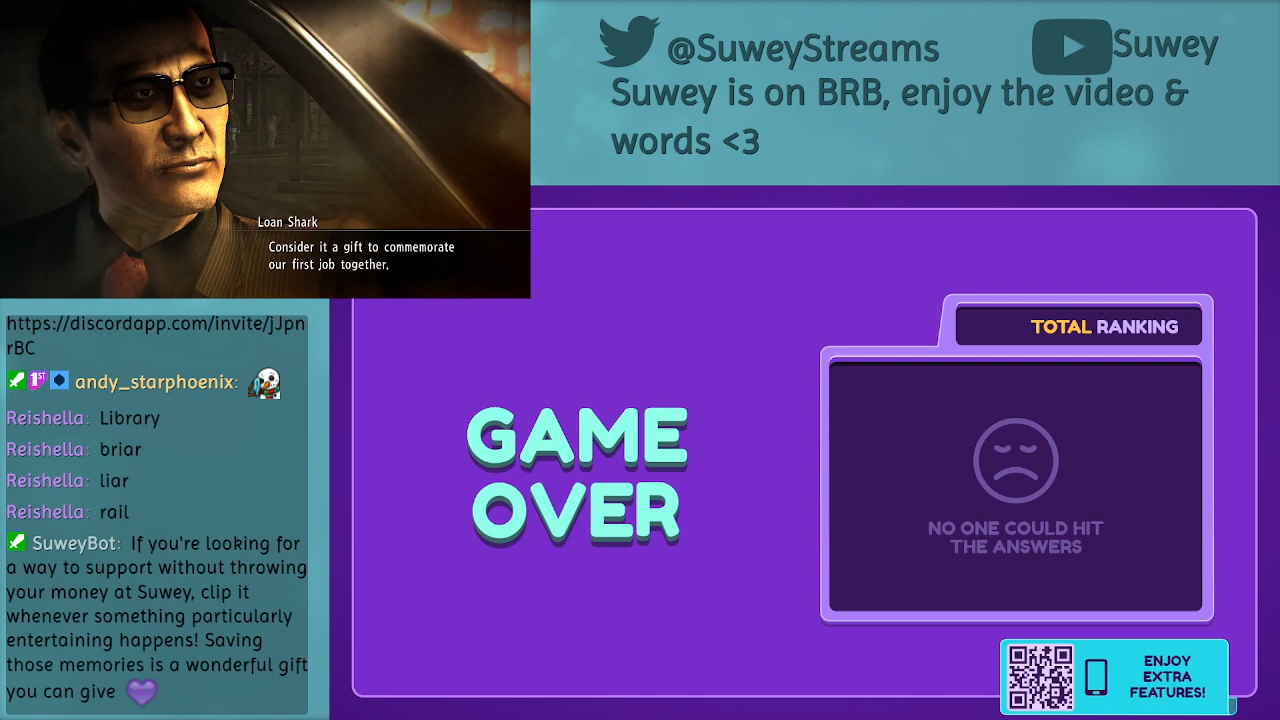 @SuweyStreams
Suwey
Suwey is on BRB, enjoy the video &
words <3
Loan Shark
Consider it a gift to commemorate
our first job together.
https://discordapp.com/invite/jJpn
rBC
1ST andy_starphoenix:
Reishella: Library
Reishella: briar
Reishella: liar
Reishella: rail
SuweyBot: If you're looking for
a way to support without throwing
your money at Suwey, clip it
whenever something particularly
entertaining happens! Saving
those memories is a wonderful gift
you can give
GAME
OVER
TOTAL RANKING
NO ONE COULD HIT
THE ANSWERS
ENJOY
EXTRA
FEATURES!